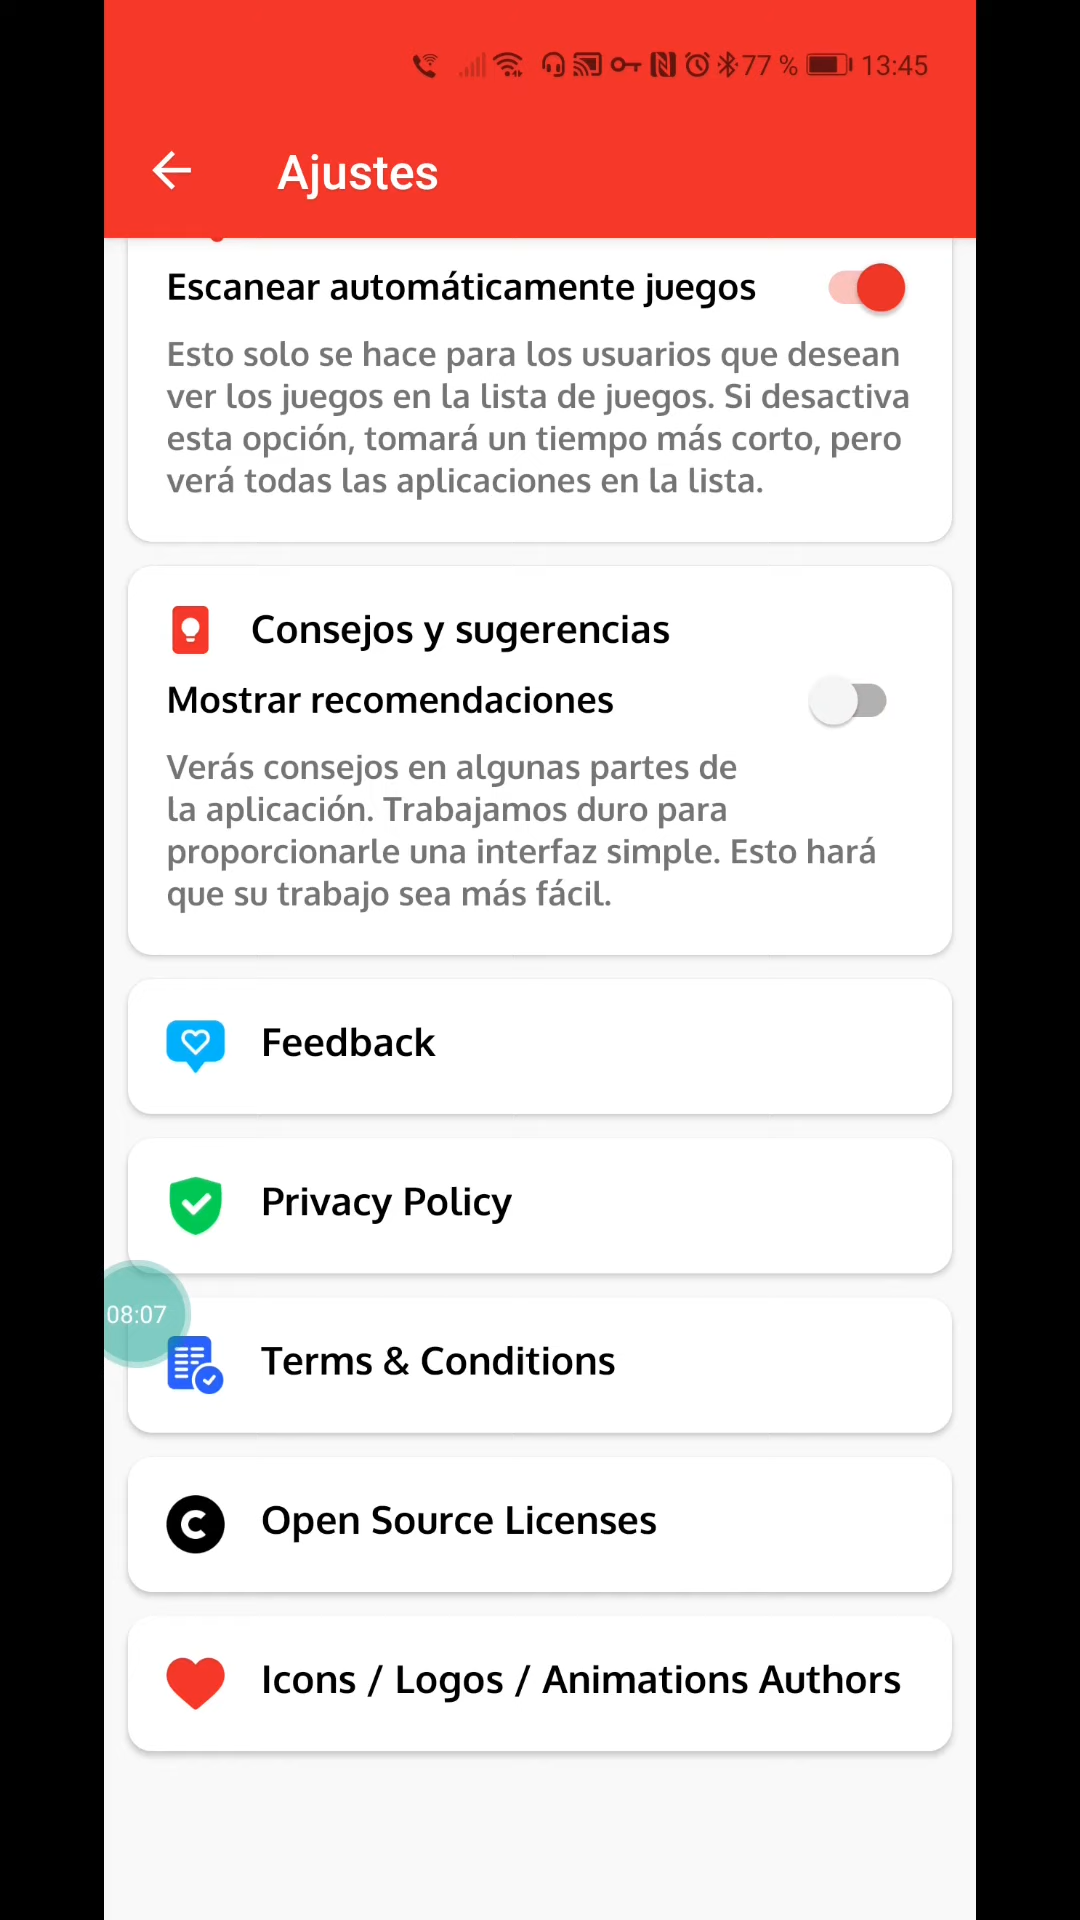 77 % 13:45
Ajustes
Escanear automáticamente juegos
Esto solo se hace para los usuarios que desean
ver los juegos en la lista de juegos. Si desactiva
esta opción, tomará un tiempo más corto, pero
verá todas las aplicaciones en la lista.
Consejos y sugerencias
Mostrar recomendaciones
Verás consejos en algunas partes de
la aplicación. Trabajamos duro para
proporcionarle una interfaz simple. Esto hará
que su trabajo sea más fácil.
Feedback
Privacy Policy
08:07
Terms & Conditions
Open Source Licenses
Icons / Logos / Animations Authors